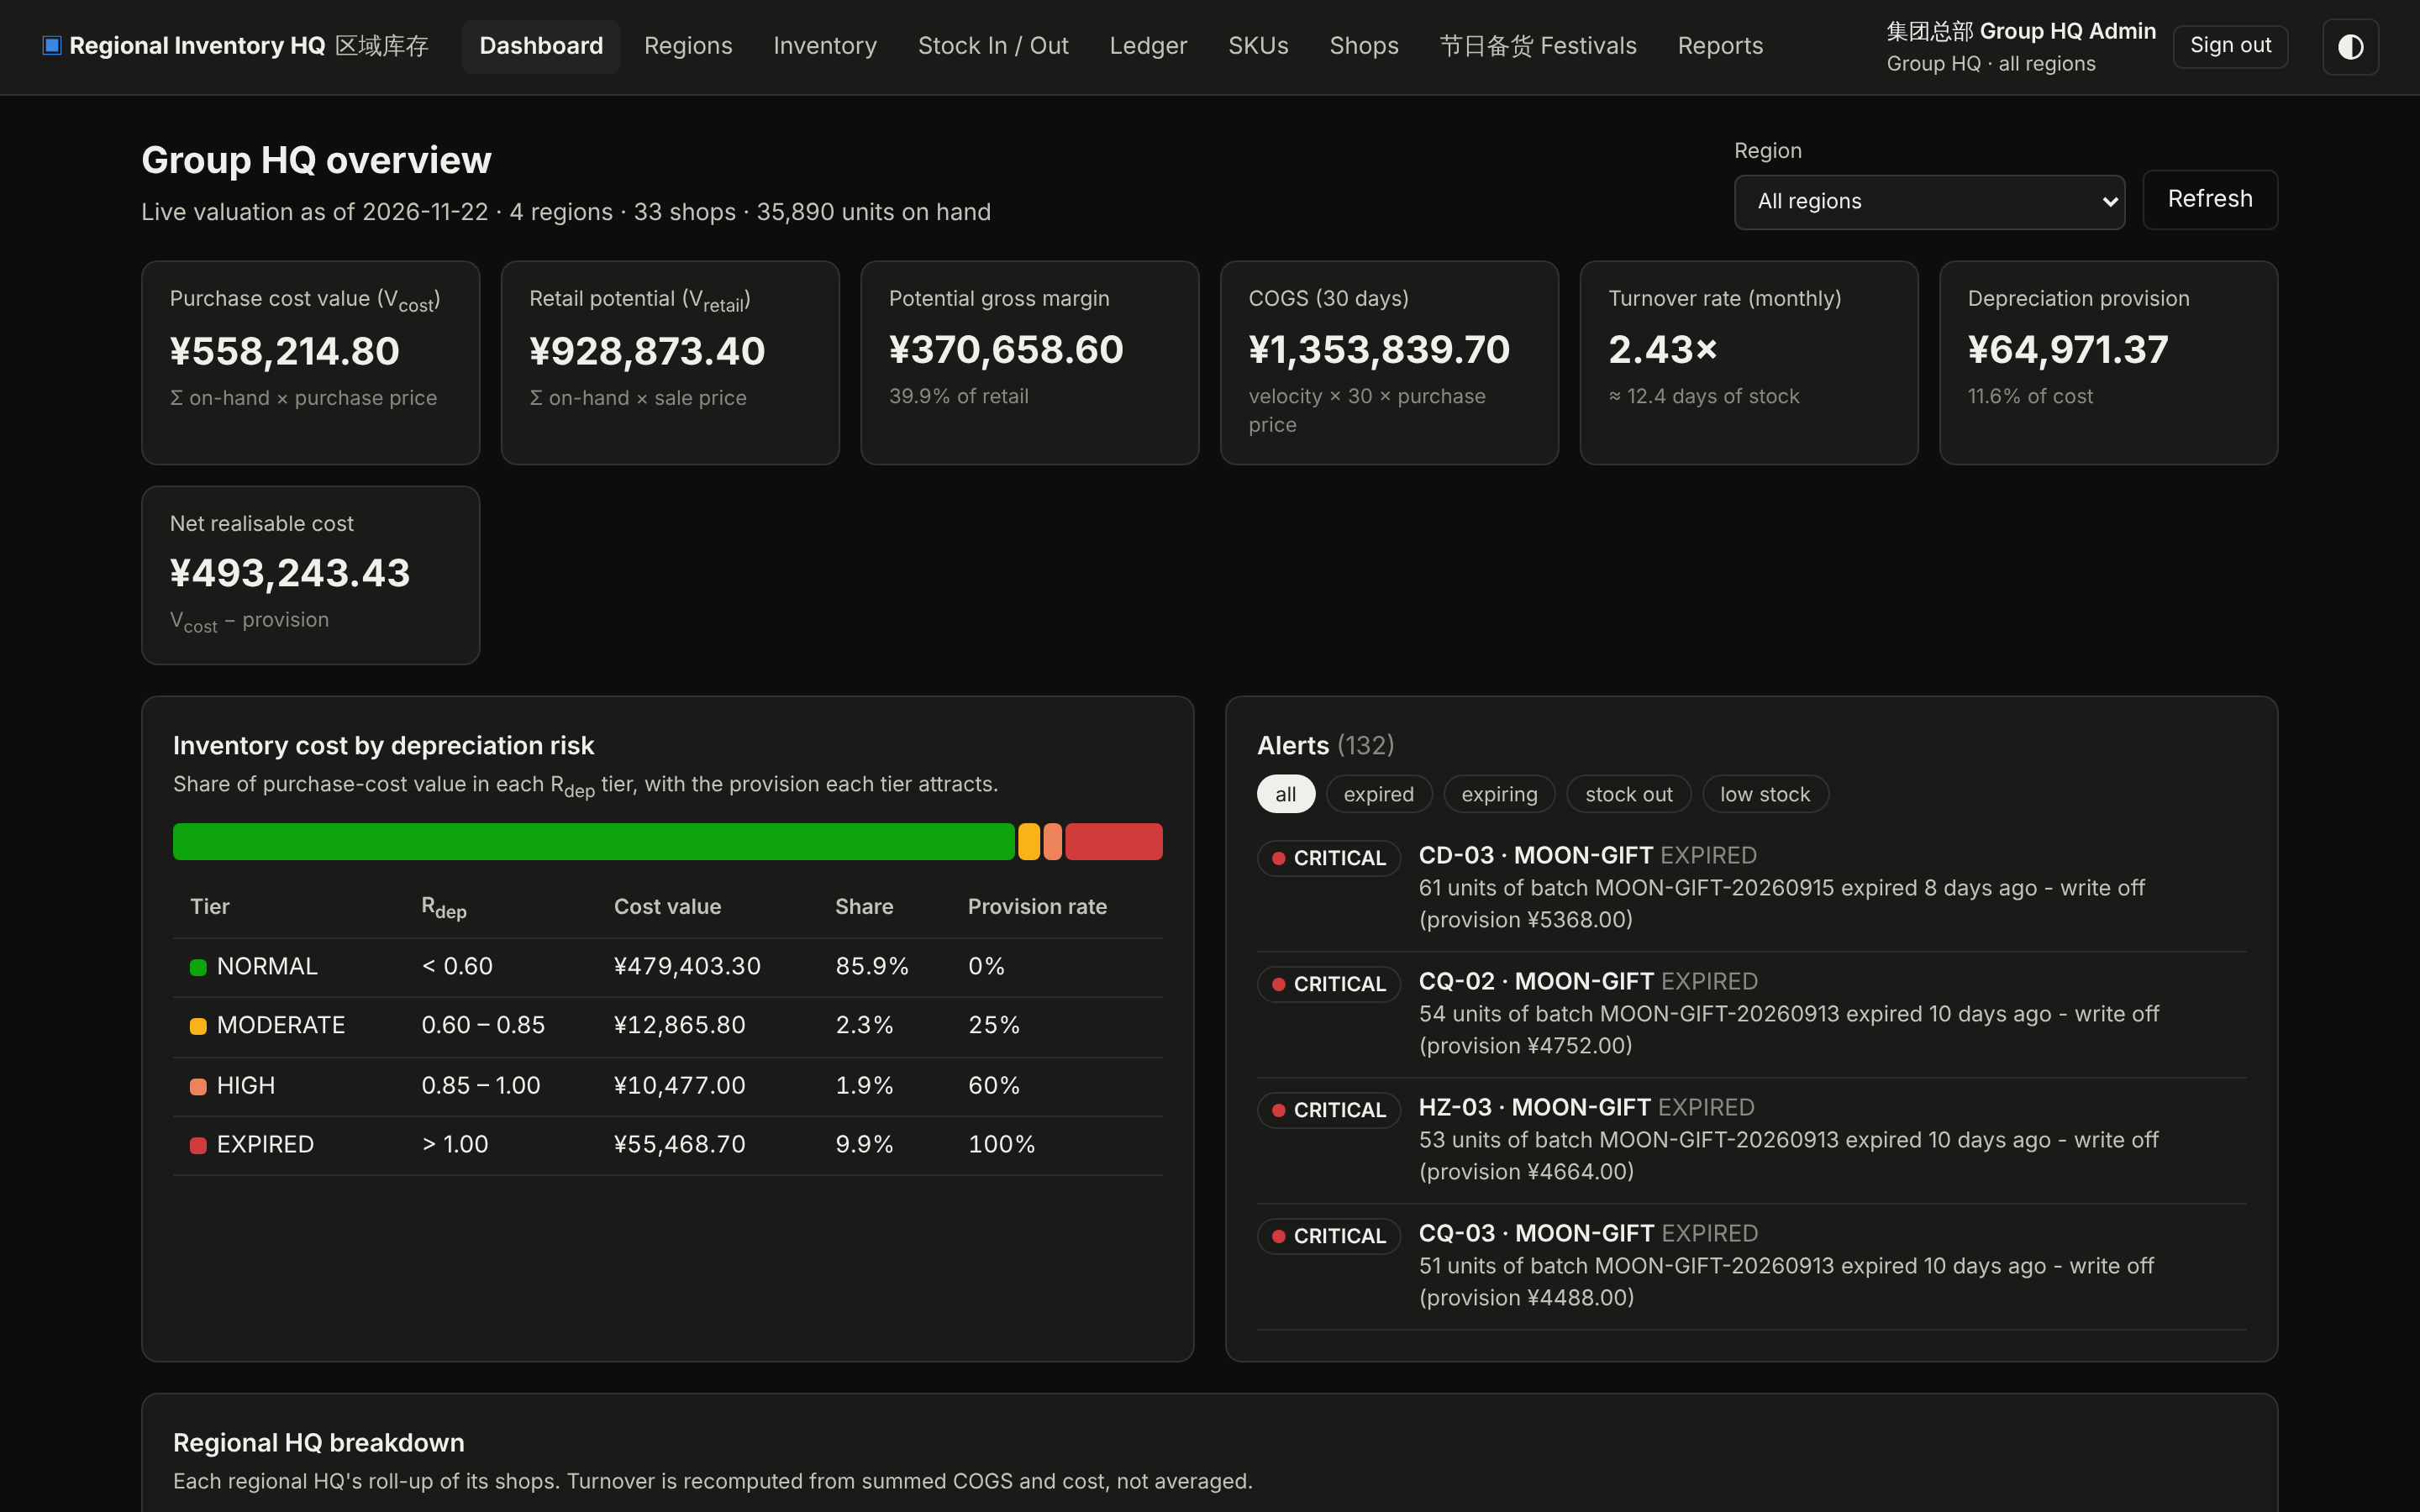 Regional Inventory HQ 区域库存 Dashboard Regions Inventory Stock In / Out Ledger SKUs Shops 节日备货 Festivals Reports
集团总部 Group HQ Admin
Group HQ · all regions
Sign out
Group HQ overview
Live valuation as of 2026-11-22 · 4 regions · 33 shops · 35,890 units on hand
Region
All regions
Refresh
Purchase cost value (Vcost)
¥558,214.80
Σ on-hand × purchase price
Retail potential (Vretail)
¥928,873.40
Σ on-hand × sale price
Potential gross margin
¥370,658.60
39.9% of retail
COGS (30 days)
¥1,353,839.70
velocity × 30 × purchase
price
Turnover rate (monthly)
2.43×
≈ 12.4 days of stock
Depreciation provision
¥64,971.37
11.6% of cost
Net realisable cost
¥493,243.43
Vcost − provision
Inventory cost by depreciation risk
Share of purchase-cost value in each Rdep tier, with the provision each tier attracts.
Tier Rdep Cost value Share Provision rate
NORMAL < 0.60 ¥479,403.30 85.9% 0%
MODERATE 0.60 – 0.85 ¥12,865.80 2.3% 25%
HIGH 0.85 – 1.00 ¥10,477.00 1.9% 60%
EXPIRED > 1.00 ¥55,468.70 9.9% 100%
Alerts (132)
all expired expiring stock out low stock
CRITICAL CD-03 · MOON-GIFT EXPIRED
61 units of batch MOON-GIFT-20260915 expired 8 days ago - write off
(provision ¥5368.00)
CRITICAL CQ-02 · MOON-GIFT EXPIRED
54 units of batch MOON-GIFT-20260913 expired 10 days ago - write off
(provision ¥4752.00)
CRITICAL HZ-03 · MOON-GIFT EXPIRED
53 units of batch MOON-GIFT-20260913 expired 10 days ago - write off
(provision ¥4664.00)
CRITICAL CQ-03 · MOON-GIFT EXPIRED
51 units of batch MOON-GIFT-20260913 expired 10 days ago - write off
(provision ¥4488.00)
Regional HQ breakdown
Each regional HQ's roll-up of its shops. Turnover is recomputed from summed COGS and cost, not averaged.